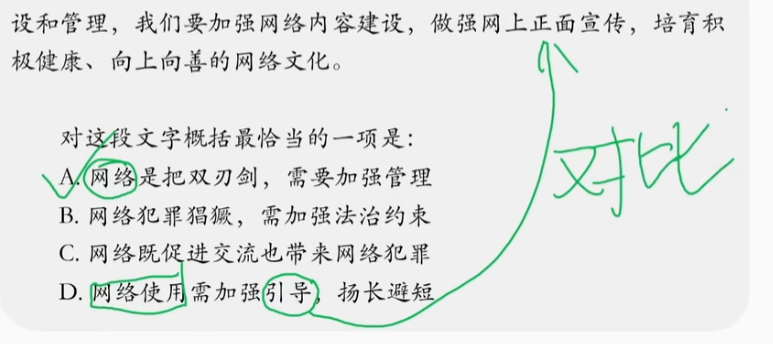 设和管理，我们要加强网络内容建设，做强网上正面宣传，培育积
极健康、向上向善的网络文化。
对比
对这段文字概括最恰当的一项是：
A. 网络是把双刃剑，需要加强管理
B. 网络犯罪猖獗，需加强法治约束
C. 网络既促进交流也带来网络犯罪
D. 网络使用需加强引导，扬长避短